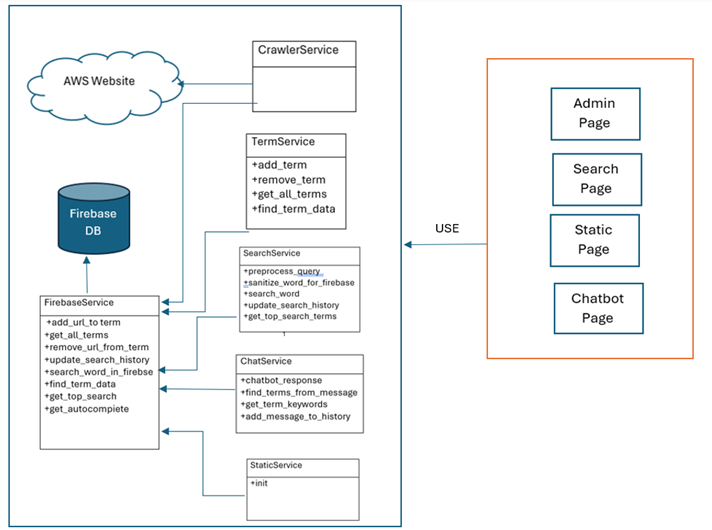 CrawlerService
AWS Website
TermService
+add_term
+remove_term
+get_all_terms
+find_term_data
Firebase
DB
SearchService
+preprocess_query
+sanitize_word_for_firebase
+search_word
+update_search_history
+get_top_search_terms
FirebaseService
+add_url_to term
+get_all_terms
+remove_url_from_term
+update_search_history
+search_word_in_firebse
+find_term_data
+get_top_search
+get_autocompiete
ChatService
+chatbot_response
+find_terms_from_message
+get_term_keywords
+add_message_to_history
StaticService
+init
USE
Admin
Page
Search
Page
Static
Page
Chatbot
Page